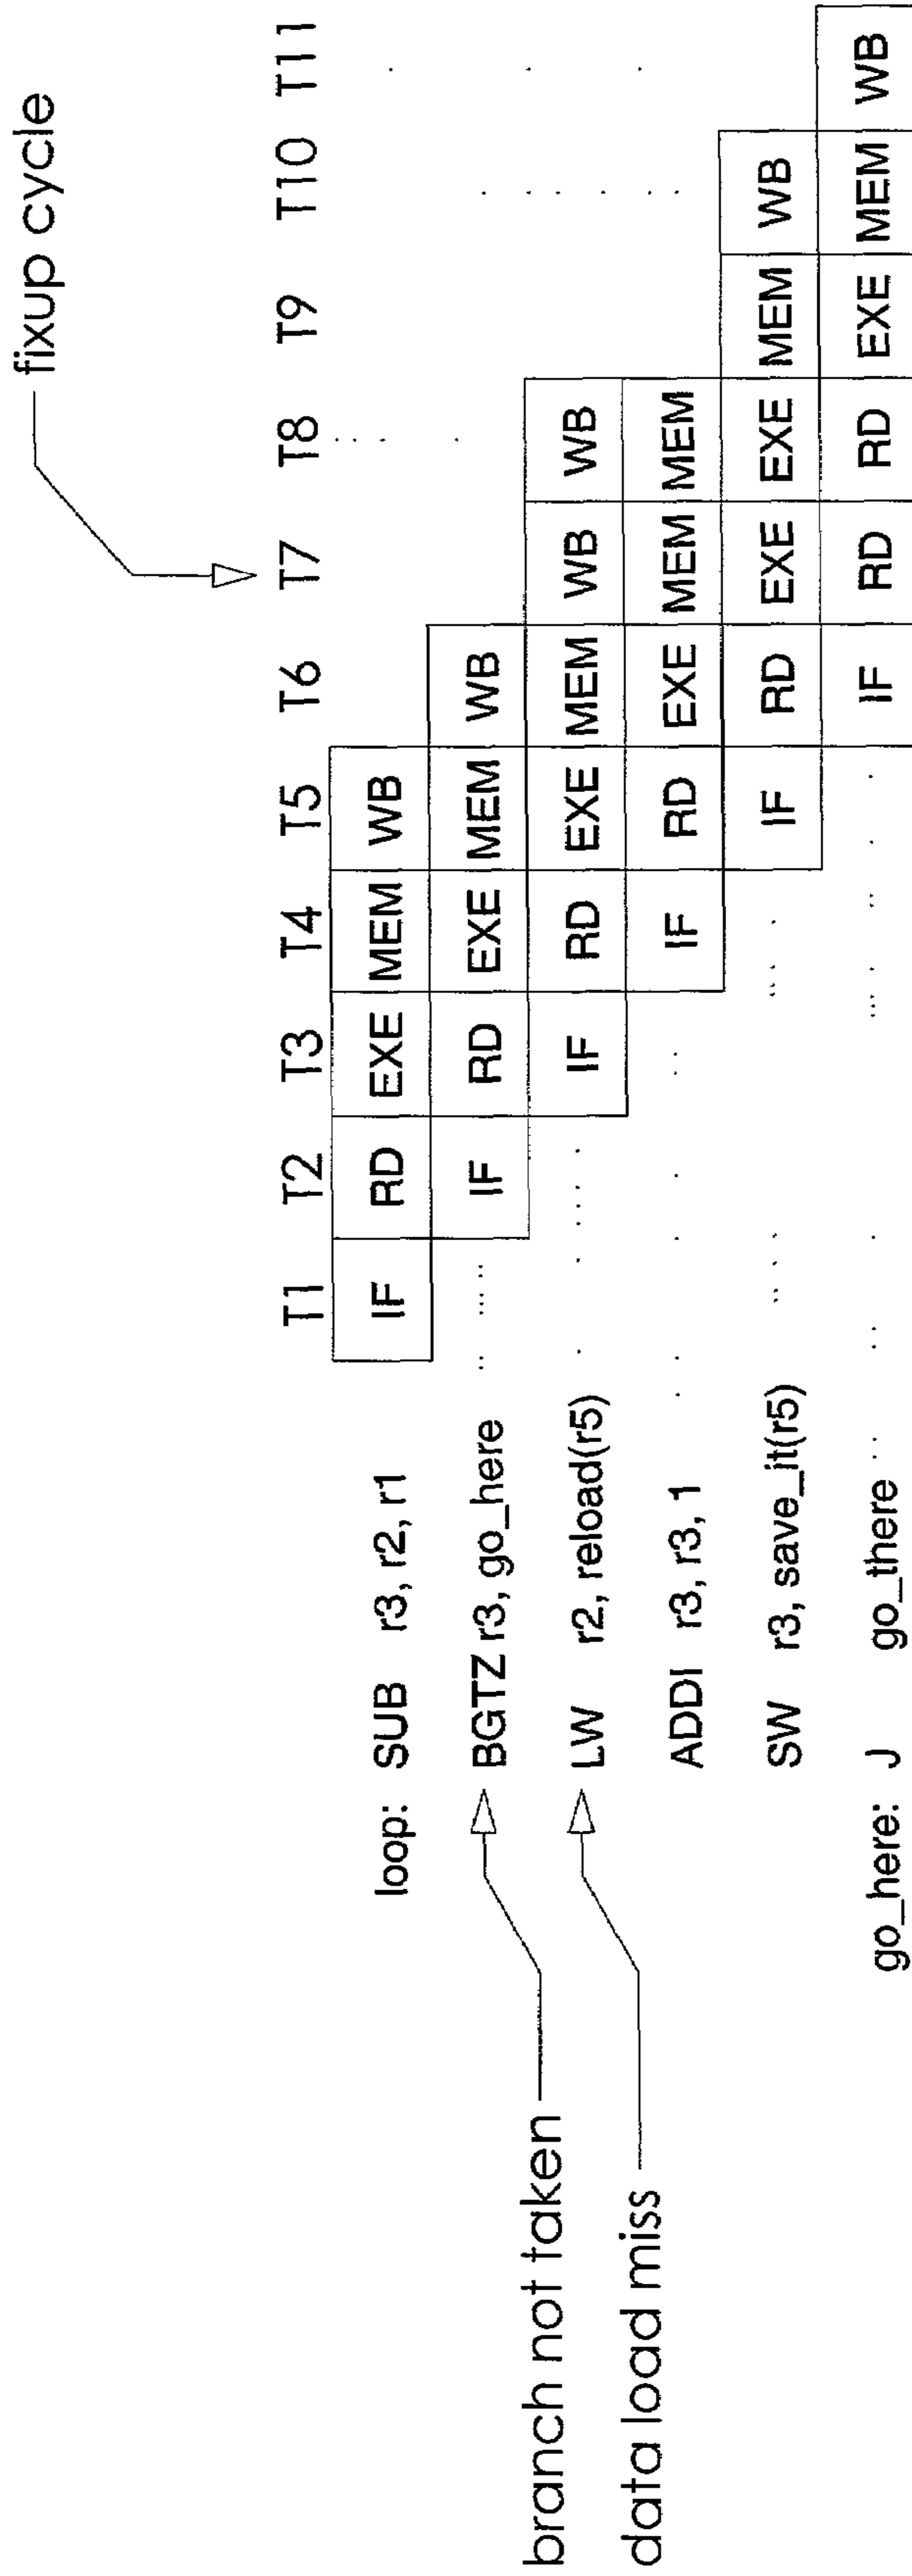 fixup cycle
T1 T2 T3 T4 T5 T6 T7 T8 T9 T10 T11
loop: SUB r3, r2, r1 IF RD EXE MEM WB
BGTZ r3, go_here IF RD EXE MEM WB
branch not taken
LW r2, reload(r5) IF RD EXE MEM WB WB
data load miss
ADDI r3, r3, 1 IF RD EXE MEM MEM
SW r3, save_it(r5) IF RD EXE EXE MEM WB
go_here: J go_there IF RD RD EXE MEM WB